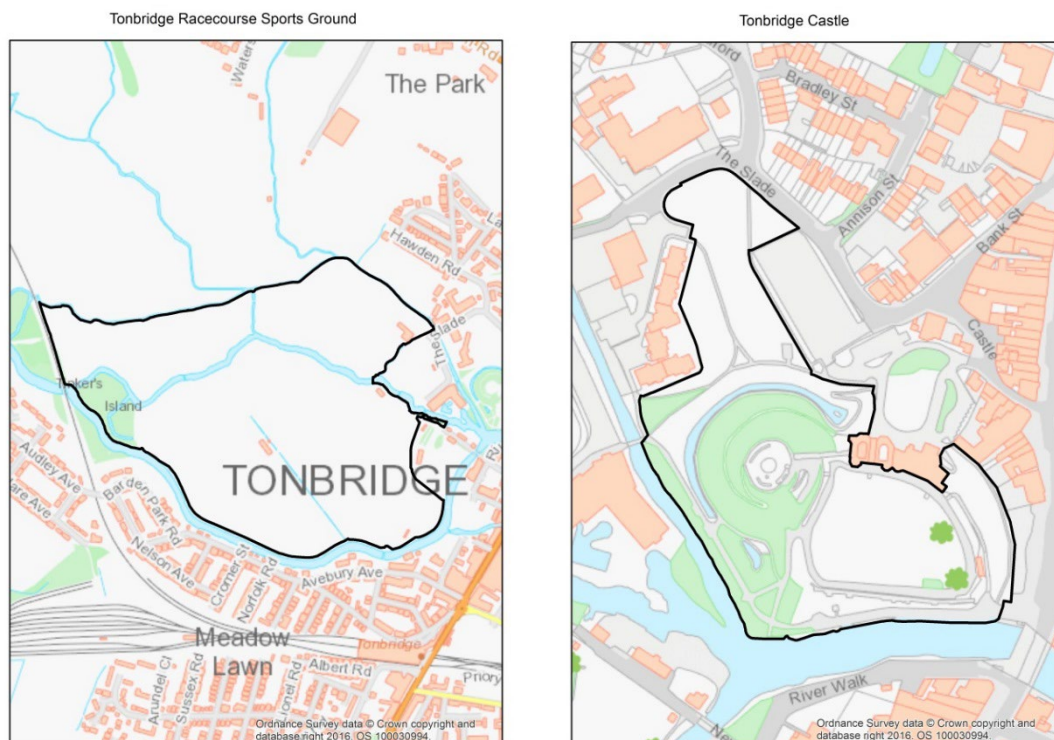 Tonbridge Racecourse Sports Ground
The Park
Hawden Rd
The Slade
Tinker's
Island
TONBRIDGE
Audley Ave
Barden Park Rd
Nelson Ave
Cromer St
Norfolk Rd
Avebury Ave
Meadow
Lawn
Tonbridge
Albert Rd
Priory
Arundel Cl
Sussex Rd
Lionel Rd
Ordnance Survey data © Crown copyright and
database right 2016. OS 100030994.
Tonbridge Castle
Bradley St
The Slade
Annison St
Bank St
Castle
River Walk
Ordnance Survey data © Crown copyright and
database right 2016. OS 100030994.